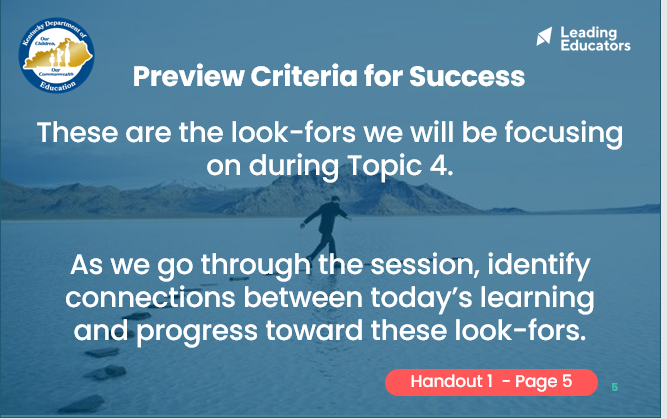 Kentucky Department of
Our
Children,
Our
Commonwealth
Education
Leading
Educators
Preview Criteria for Success
These are the look-fors we will be focusing
on during Topic 4.
As we go through the session, identify
connections between today's learning
and progress toward these look-fors.
Handout 1 - Page 5
5